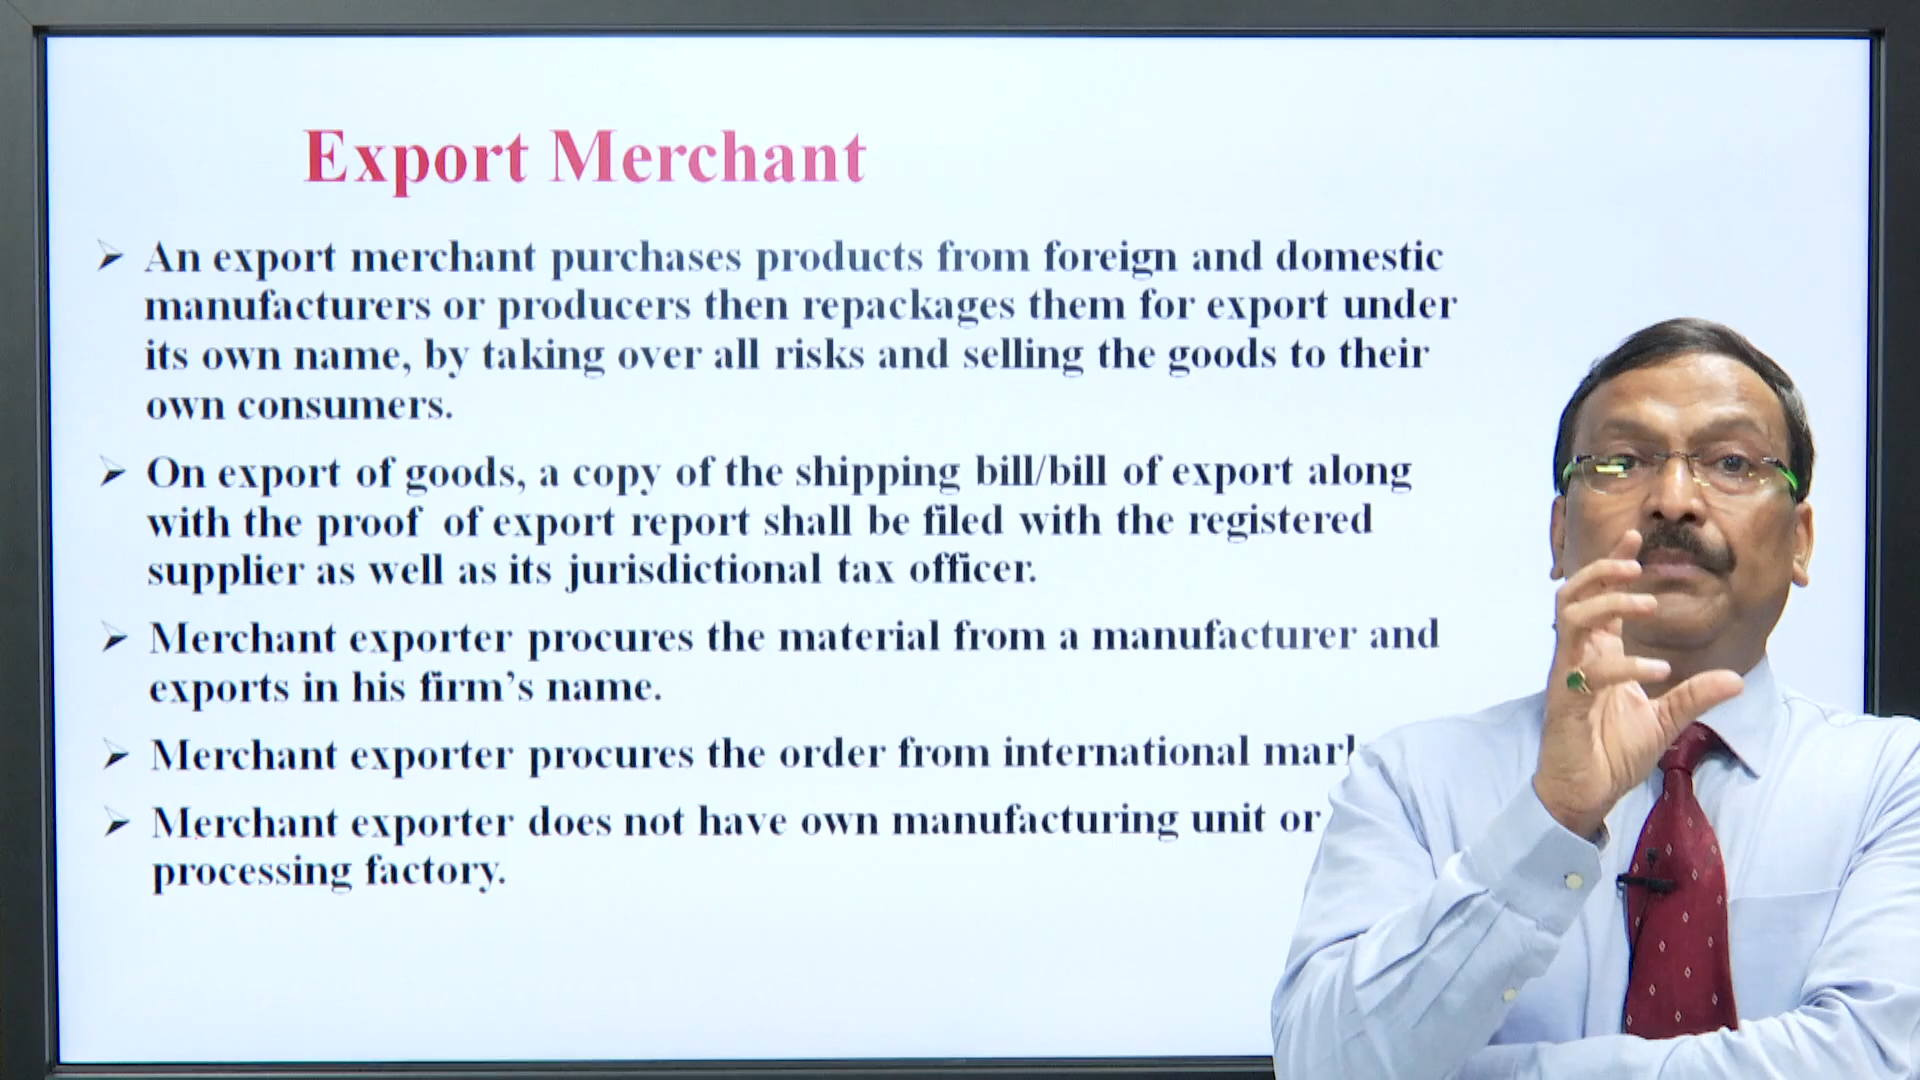 Export Merchant
➢ An export merchant purchases products from foreign and domestic
manufacturers or producers then repackages them for export under
its own name, by taking over all risks and selling the goods to their
own consumers.
➢ On export of goods, a copy of the shipping bill/bill of export along
with the proof of export report shall be filed with the registered
supplier as well as its jurisdictional tax officer.
➢ Merchant exporter procures the material from a manufacturer and
exports in his firm's name.
➢ Merchant exporter procures the order from international
➢ Merchant exporter does not have own manufacturing unit or
processing factory.